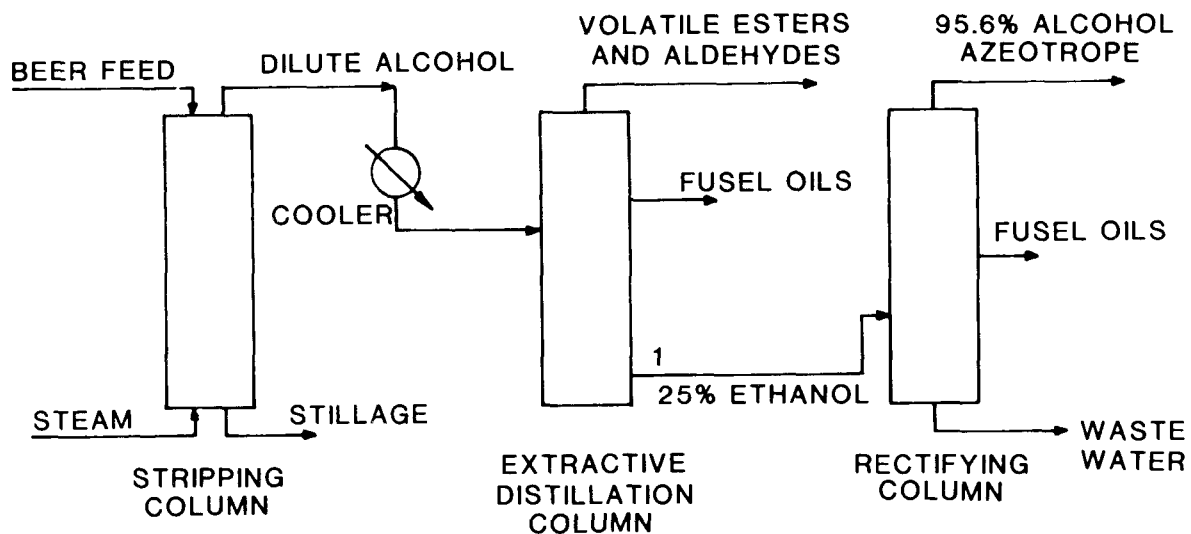 VOLATILE ESTERS
AND ALDEHYDES
95.6% ALCOHOL
AZEOTROPE
BEER FEED
DILUTE ALCOHOL
FUSEL OILS
COOLER
FUSEL OILS
1
25% ETHANOL
STEAM
STILLAGE
WASTE
WATER
STRIPPING
COLUMN
EXTRACTIVE
DISTILLATION
COLUMN
RECTIFYING
COLUMN